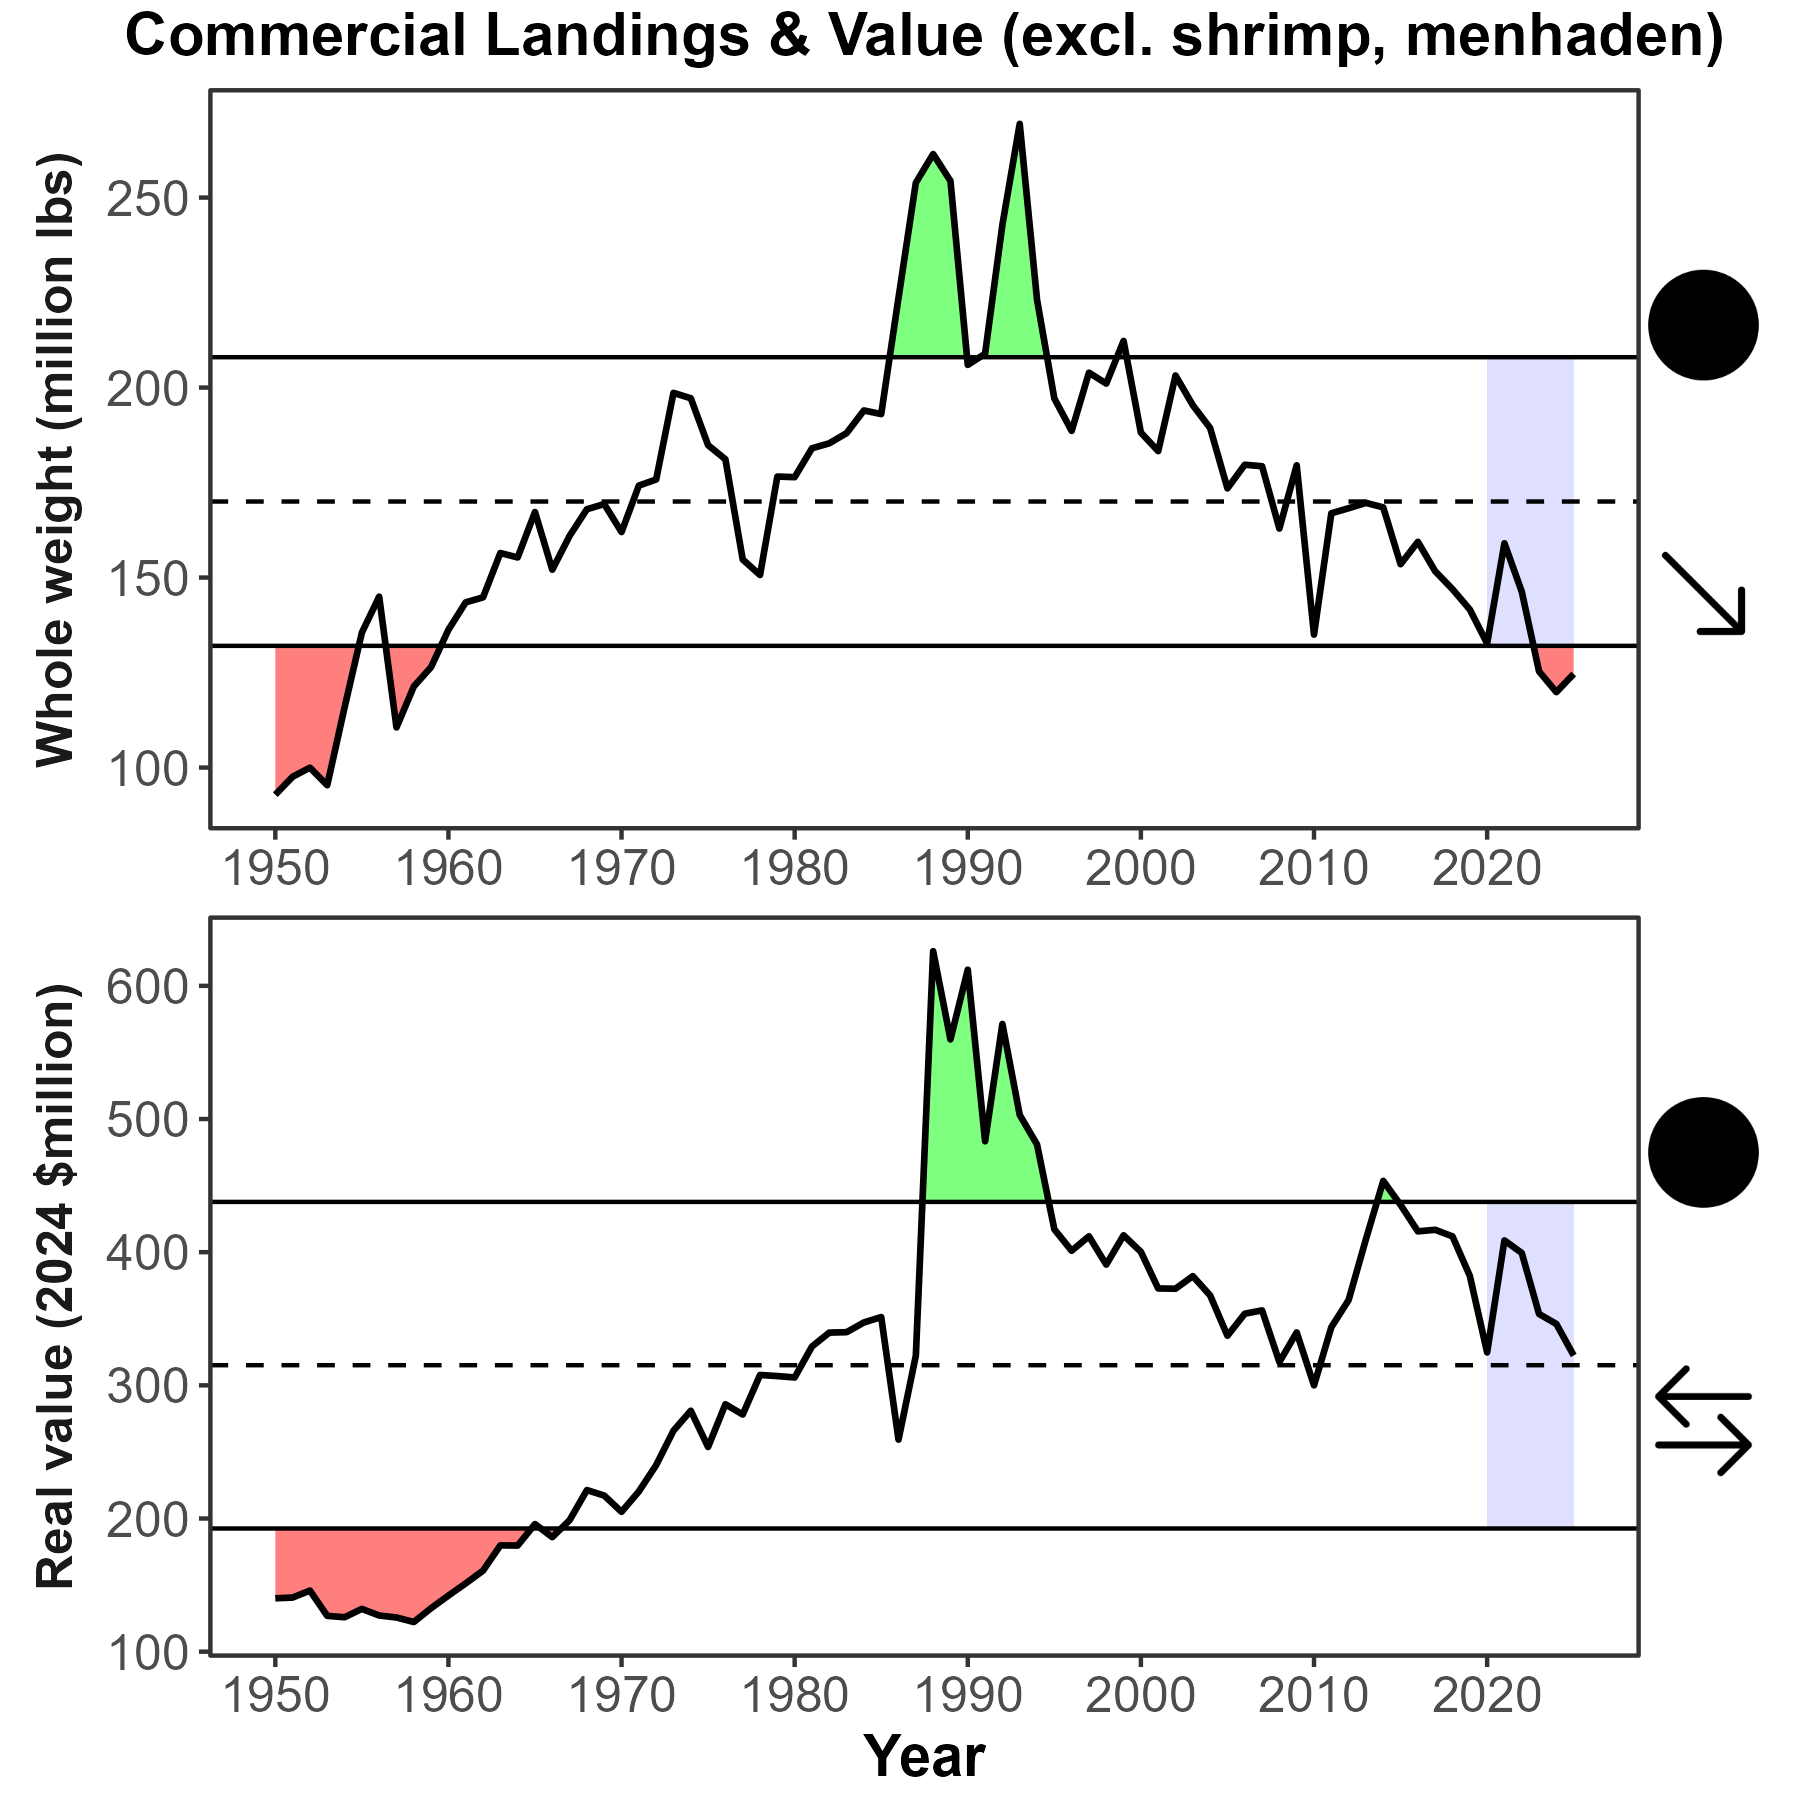 Commercial Landings & Value (excl. shrimp, menhaden)
Whole weight (million lbs)
250
200
150
100
1950 1960 1970 1980 1990 2000 2010 2020
Real value (2024 $million)
600
500
400
300
200
100
1950 1960 1970 1980 1990 2000 2010 2020
Year